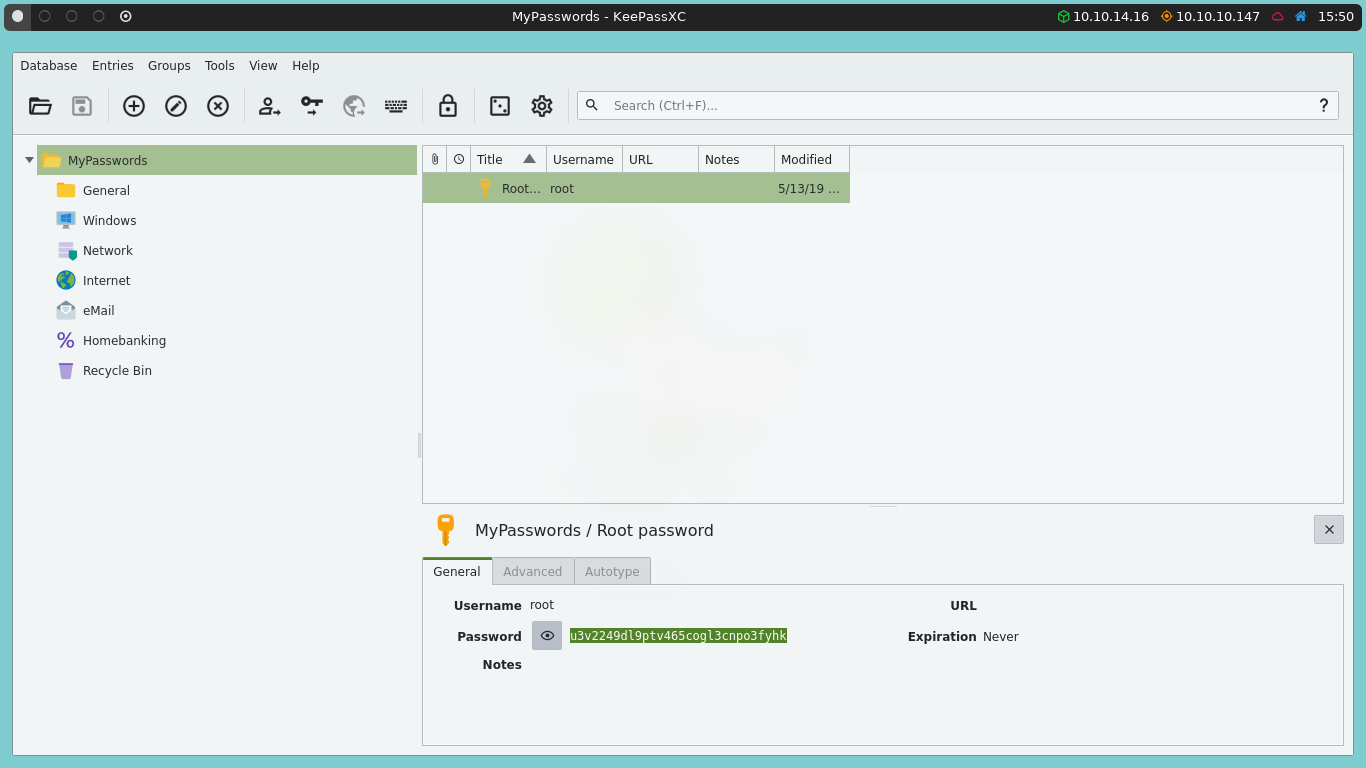 MyPasswords - KeePassXC
10.10.14.16 10.10.10.147 15:50
Database Entries Groups Tools View Help
Search (Ctrl+F)... ?
MyPasswords
General
Windows
Network
Internet
eMail
Homebanking
Recycle Bin
Title Username URL Notes Modified
Root... root 5/13/19 ...
MyPasswords / Root password
General Advanced Autotype
Username root URL
Password u3v2249dl9ptv465cogl3cnpo3fyhk Expiration Never
Notes